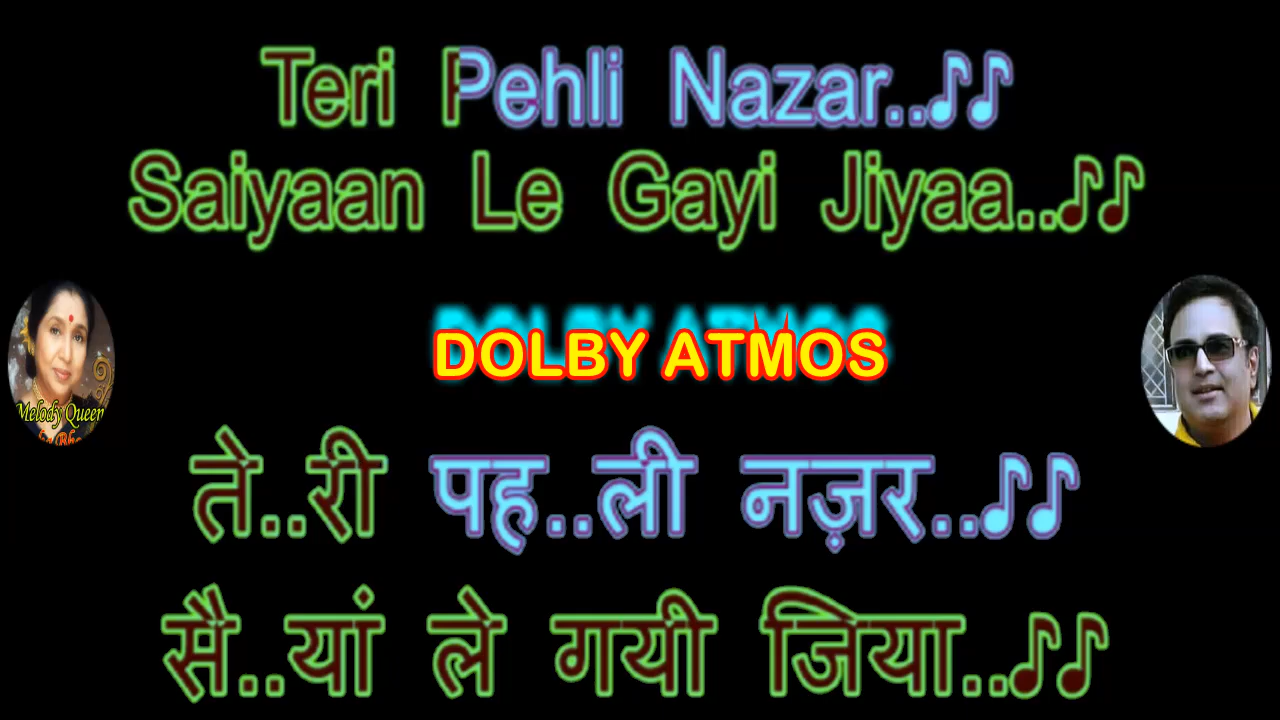 Teri Pehli Nazar..♪♪
Saiyaan Le Gayi Jiyaa..♪♪
DOLBY ATMOS
Melody Queen
ते..री पह..ली नज़र..♪♪
सै..यां ले गयी जिया..♪♪